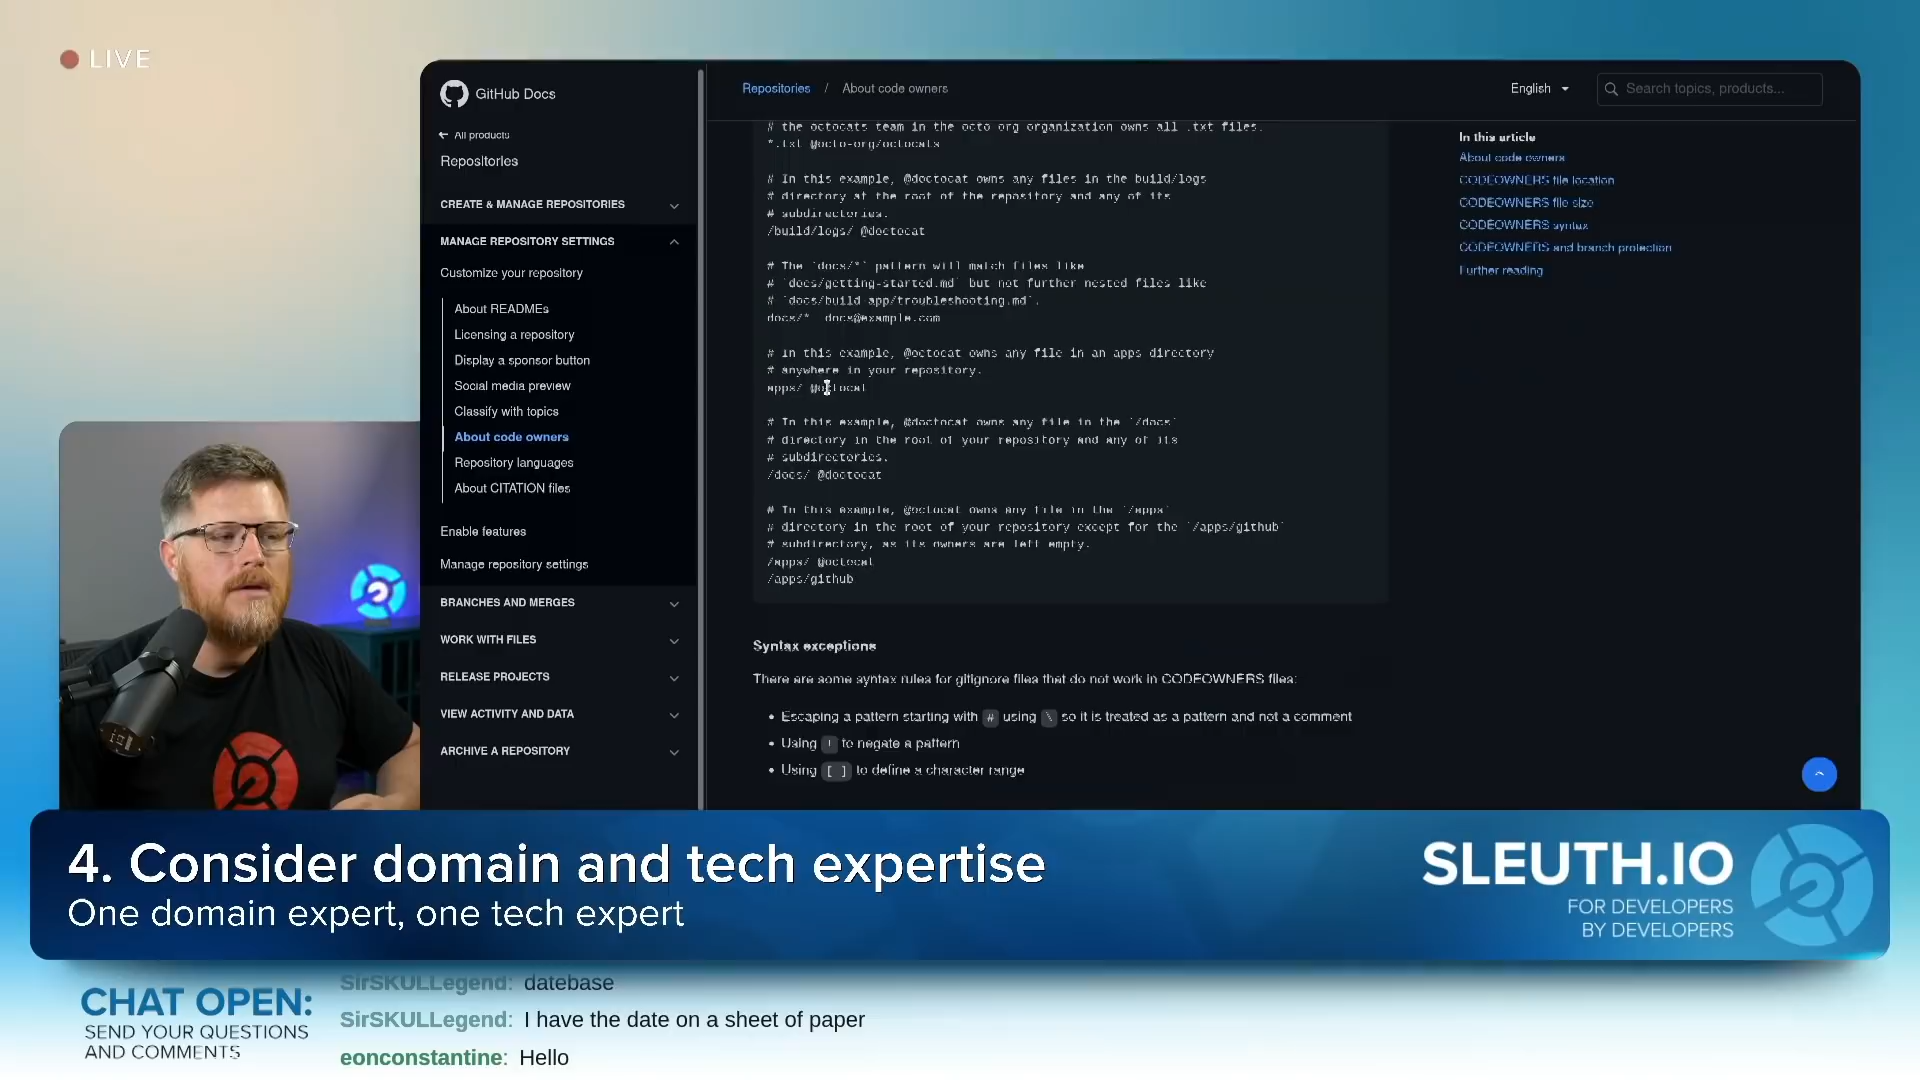 LIVE
GitHub Docs
All products
Repositories
CREATE & MANAGE REPOSITORIES
MANAGE REPOSITORY SETTINGS
Customize your repository
About READMEs
Licensing a repository
Display a sponsor button
Social media preview
Classify with topics
About code owners
Repository languages
About CITATION files
Enable features
Manage repository settings
BRANCHES AND MERGES
WORK WITH FILES
RELEASE PROJECTS
VIEW ACTIVITY AND DATA
ARCHIVE A REPOSITORY
Repositories / About code owners
English
Search topics, products...
# the octocats team in the octo-org organization owns all .txt files.
*.txt @octo-org/octocats
# In this example, @doctocat owns any files in the build/logs
# directory at the root of the repository and any of its
# subdirectories.
/build/logs/ @doctocat
# The `docs/*` pattern will match files like
# `docs/getting-started.md` but not further nested files like
# `docs/build-app/troubleshooting.md`.
docs/* docs@example.com
# In this example, @octocat owns any file in an apps directory
# anywhere in your repository.
apps/ @octocat
# In this example, @doctocat owns any file in the `/docs`
# directory in the root of your repository and any of its
# subdirectories.
/docs/ @doctocat
# In this example, @octocat owns any file in the `/apps`
# directory in the root of your repository except for the `/apps/github`
# subdirectory, as its owners are left empty.
/apps/ @octocat
/apps/github
Syntax exceptions
There are some syntax rules for gitignore files that do not work in CODEOWNERS files:
• Escaping a pattern starting with # using \ so it is treated as a pattern and not a comment
• Using ! to negate a pattern
• Using [ ] to define a character range
In this article
About code owners
CODEOWNERS file location
CODEOWNERS file size
CODEOWNERS syntax
CODEOWNERS and branch protection
Further reading
4. Consider domain and tech expertise
One domain expert, one tech expert
SLEUTH.IO
FOR DEVELOPERS
BY DEVELOPERS
CHAT OPEN:
SEND YOUR QUESTIONS
AND COMMENTS
SirSKULLegend: datebase
SirSKULLegend: I have the date on a sheet of paper
eonconstantine: Hello